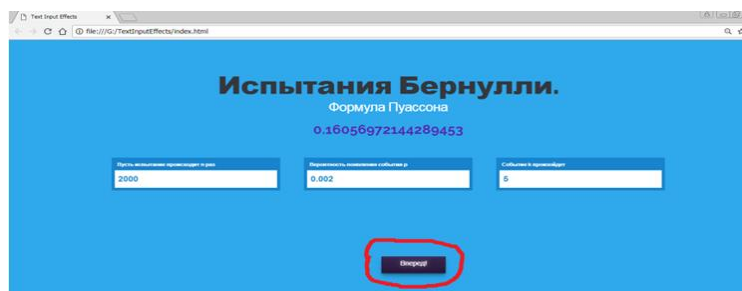 Text Input Effects
file:///G:/TextInputEffects/index.html
Испытания Бернулли.
Формула Пуассона
0.16056972144289453
Пусть испытание происходит n раз
Вероятность появления события p
Событие k произойдет
2000
0.002
5
Вперед!